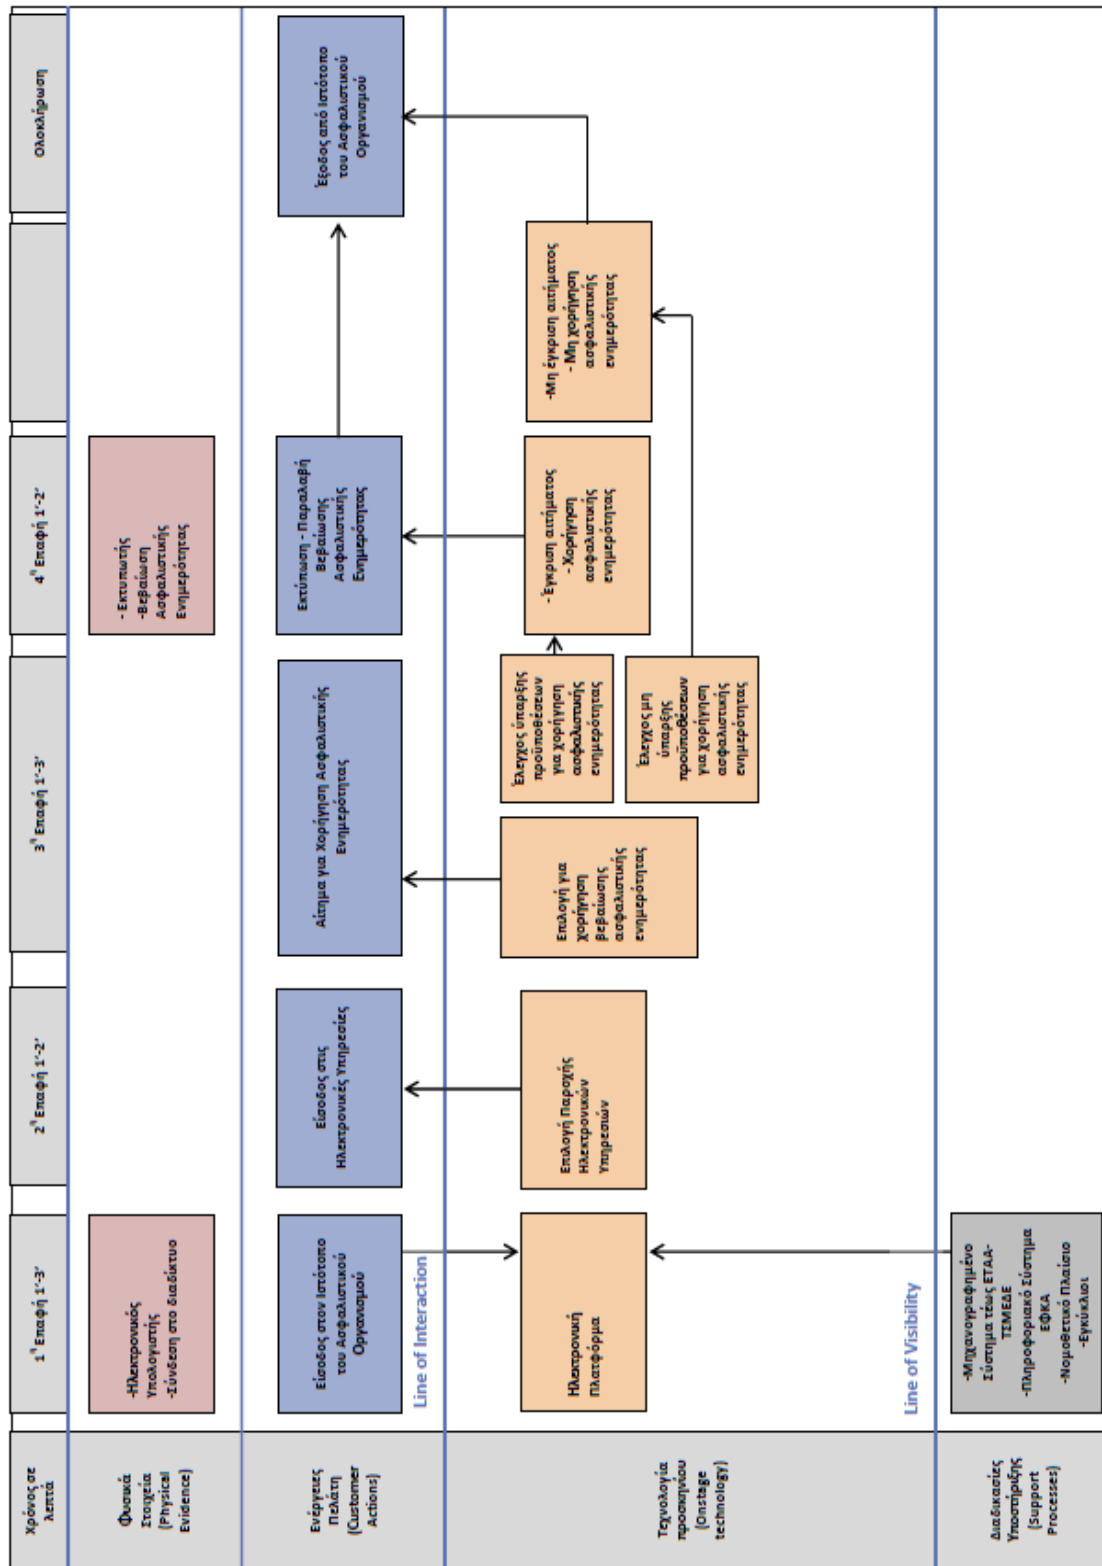 Χρόνος σε
λεπτά
1η Επαφή 1'-3'
2η Επαφή 1'-2'
3η Επαφή 1'-3'
4η Επαφή 1'-2'
Ολοκλήρωση
Φυσικά
Στοιχεία
(Physical
Evidence)
-Ηλεκτρονικός
Υπολογιστής
-Σύνδεση στο διαδίκτυο
- Εκτυπωτής
-Βεβαίωση
Ασφαλιστικής
Ενημερότητας
Ενέργειες
Πελάτη
(Customer
Actions)
Είσοδος στον Ιστότοπο
του Ασφαλιστικού
Οργανισμού
Είσοδος στις
Ηλεκτρονικές Υπηρεσίες
Αίτημα για Χορήγηση Ασφαλιστικής
Ενημερότητας
Εκτύπωση - Παραλαβή
Βεβαίωσης
Ασφαλιστικής
Ενημερότητας
Έξοδος από Ιστότοπο
του Ασφαλιστικού
Οργανισμού
Line of Interaction
Τεχνολογία
προσκηνίου
(Onstage
technology)
Ηλεκτρονική
Πλατφόρμα
Επιλογή Παροχής
Ηλεκτρονικών
Υπηρεσιών
Επιλογή για
χορήγηση
βεβαίωσης
ασφαλιστικής
ενημερότητας
Έλεγχος ύπαρξης
προϋποθέσεων
για χορήγηση
ασφαλιστικής
ενημερότητας
Έλεγχος μη
ύπαρξης
προϋποθέσεων
για χορήγηση
ασφαλιστικής
ενημερότητας
- Έγκριση αιτήματος
- Χορήγηση
ασφαλιστικής
ενημερότητας
-Μη έγκριση αιτήματος
- Μη χορήγηση
ασφαλιστικής
ενημερότητας
Line of Visibility
Διαδικασίες
Υποστήριξης
(Support
Processes)
-Μηχανογραφημένο
Σύστημα τέως ΕΤΑΑ-
ΤΣΜΕΔΕ
-Πληροφοριακό Σύστημα
ΕΦΚΑ
-Νομοθετικό Πλαίσιο
-Εγκύκλιοι